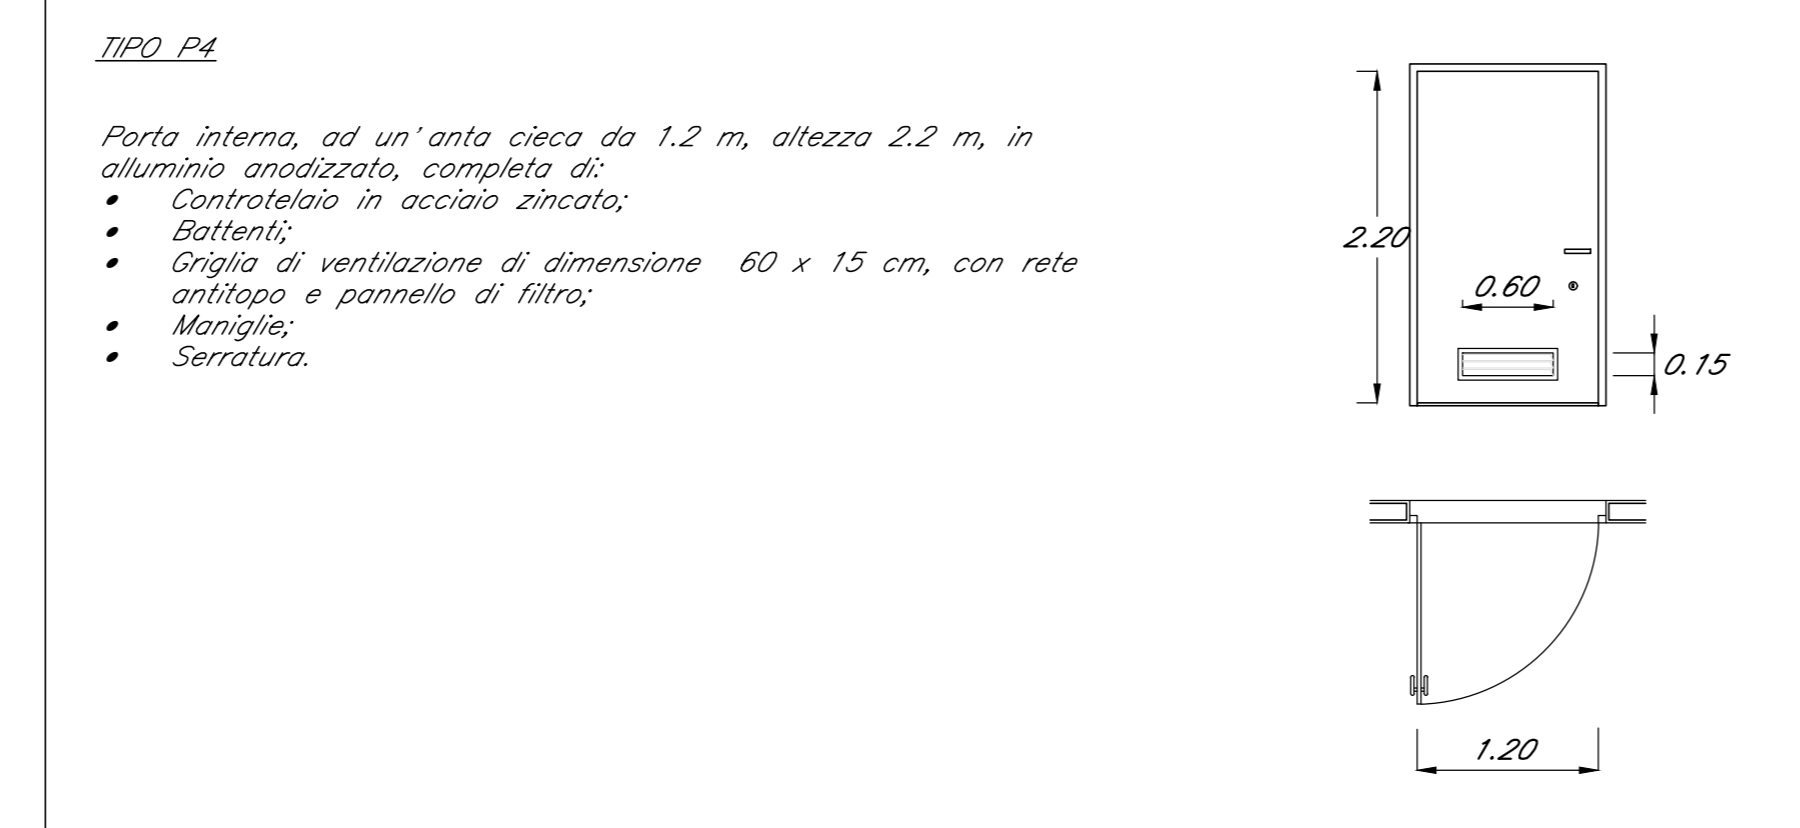 TIPO P4
Porta interna, ad un'anta cieca da 1.2 m, altezza 2.2 m, in
alluminio anodizzato, completa di:
• Controtelaio in acciaio zincato;
• Battenti;
• Griglia di ventilazione di dimensione 60 x 15 cm, con rete
antitopo e pannello di filtro;
• Maniglie;
• Serratura.
2.20
0.60
0.15
1.20